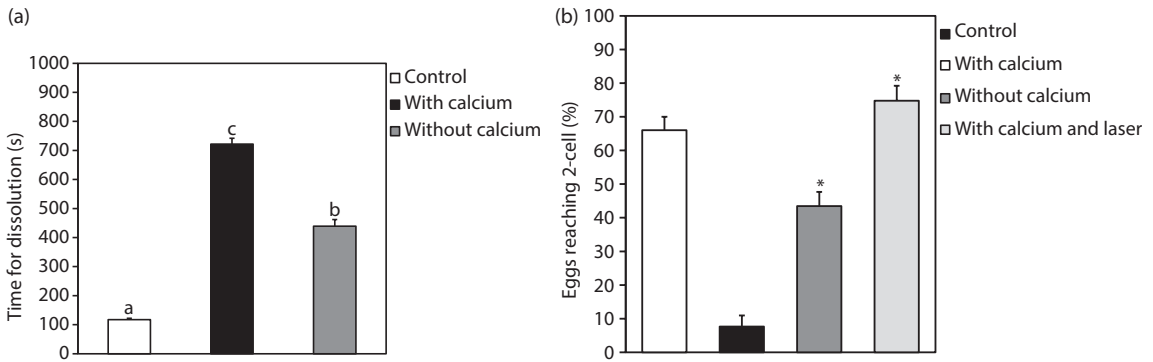 (a)
Time for dissolution (s)
1000
900
800
700
600
500
400
300
200
100
0
a
c
b
Control
With calcium
Without calcium
(b)
Eggs reaching 2-cell (%)
100
90
80
70
60
50
40
30
20
10
0
*
*
Control
With calcium
Without calcium
With calcium and laser